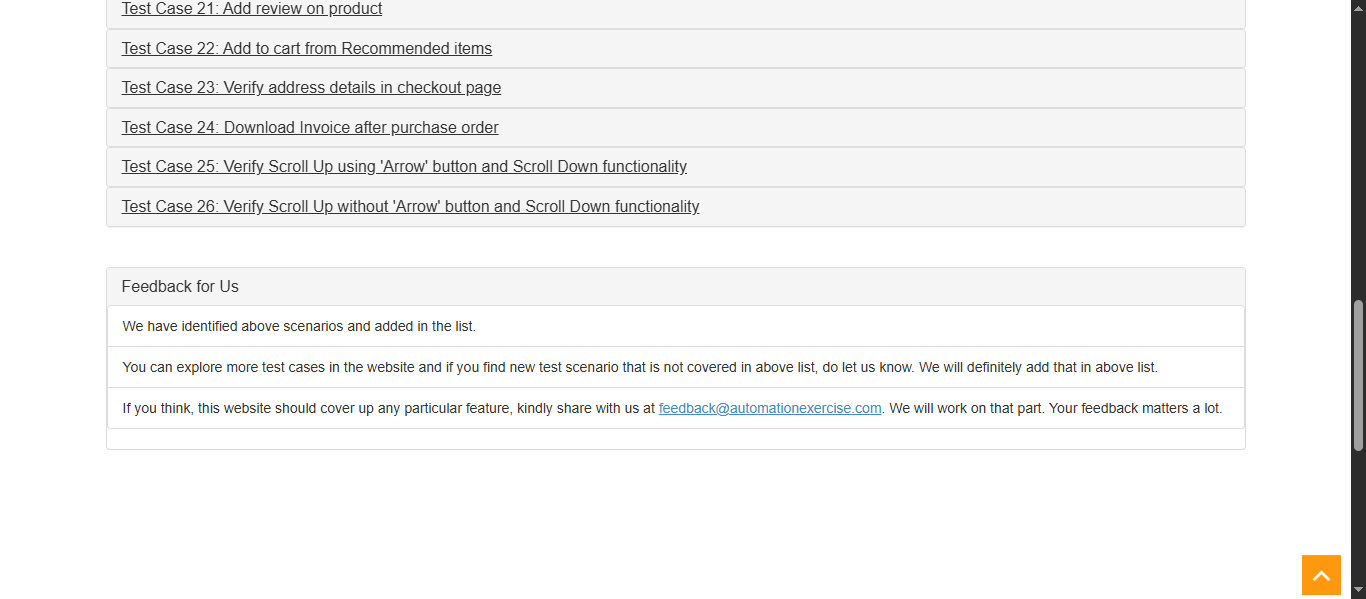 Test Case 21: Add review on product
Test Case 22: Add to cart from Recommended items
Test Case 23: Verify address details in checkout page
Test Case 24: Download Invoice after purchase order
Test Case 25: Verify Scroll Up using 'Arrow' button and Scroll Down functionality
Test Case 26: Verify Scroll Up without 'Arrow' button and Scroll Down functionality
Feedback for Us
We have identified above scenarios and added in the list.
You can explore more test cases in the website and if you find new test scenario that is not covered in above list, do let us know. We will definitely add that in above list.
If you think, this website should cover up any particular feature, kindly share with us at feedback@automationexercise.com. We will work on that part. Your feedback matters a lot.